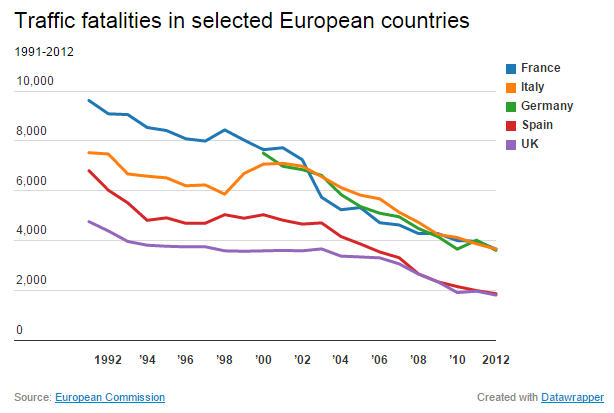 Traffic fatalities in selected European countries
1991-2012
10,000
8,000
6,000
4,000
2,000
0
1992 '94 '96 '98 '00 '02 '04 '06 '08 '10 2012
France
Italy
Germany
Spain
UK
Source: European Commission
Created with Datawrapper